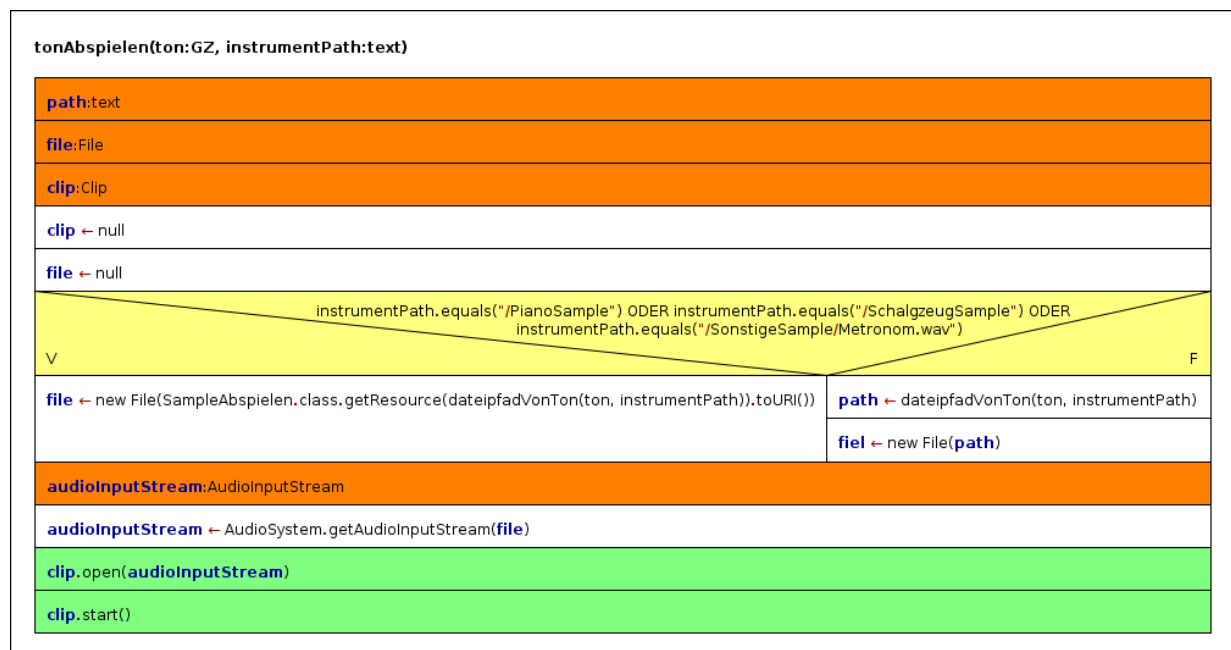 tonAbspielen(ton:GZ, instrumentPath:text)
path:text
file:File
clip:Clip
clip ← null
file ← null
instrumentPath.equals("/PianoSample") ODER instrumentPath.equals("/SchalgzeugSample") ODER
instrumentPath.equals("/SonstigeSample/Metronom.wav")
V
F
file ← new File(SampleAbspielen.class.getResource(dateipfadVonTon(ton, instrumentPath)).toURI())
path ← dateipfadVonTon(ton, instrumentPath)
fiel ← new File(path)
audioInputStream:AudioInputStream
audioInputStream ← AudioSystem.getAudioInputStream(file)
clip.open(audioInputStream)
clip.start()